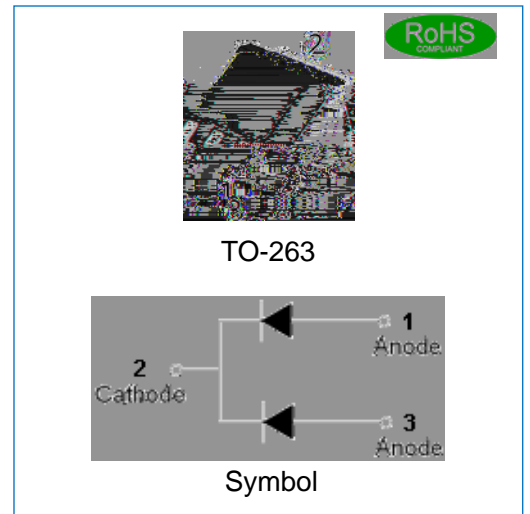 RoHS
COMPLIANT
2
TO-263
1
Anode
2
Cathode
3
Anode
Symbol